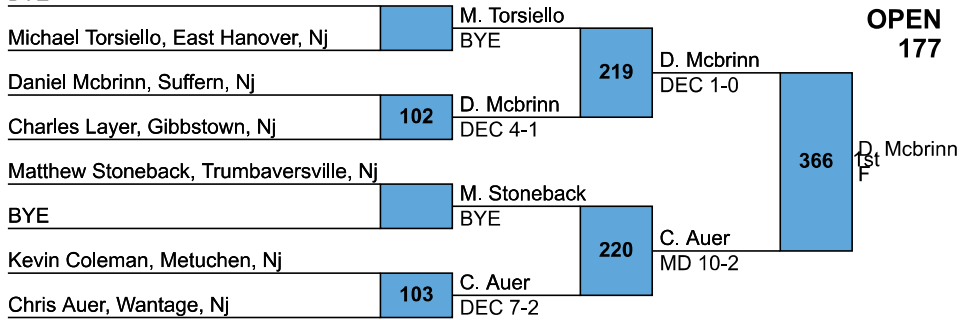 M. Torsiello
OPEN
Michael Torsiello, East Hanover, Nj
BYE
177
Daniel Mcbrinn, Suffern, Nj
219
D. Mcbrinn
DEC 1-0
102
D. Mcbrinn
Charles Layer, Gibbstown, Nj
DEC 4-1
366
D. Mcbrinn
1st
F
Matthew Stoneback, Trumbaversville, Nj
M. Stoneback
BYE
BYE
220
C. Auer
MD 10-2
Kevin Coleman, Metuchen, Nj
103
C. Auer
Chris Auer, Wantage, Nj
DEC 7-2